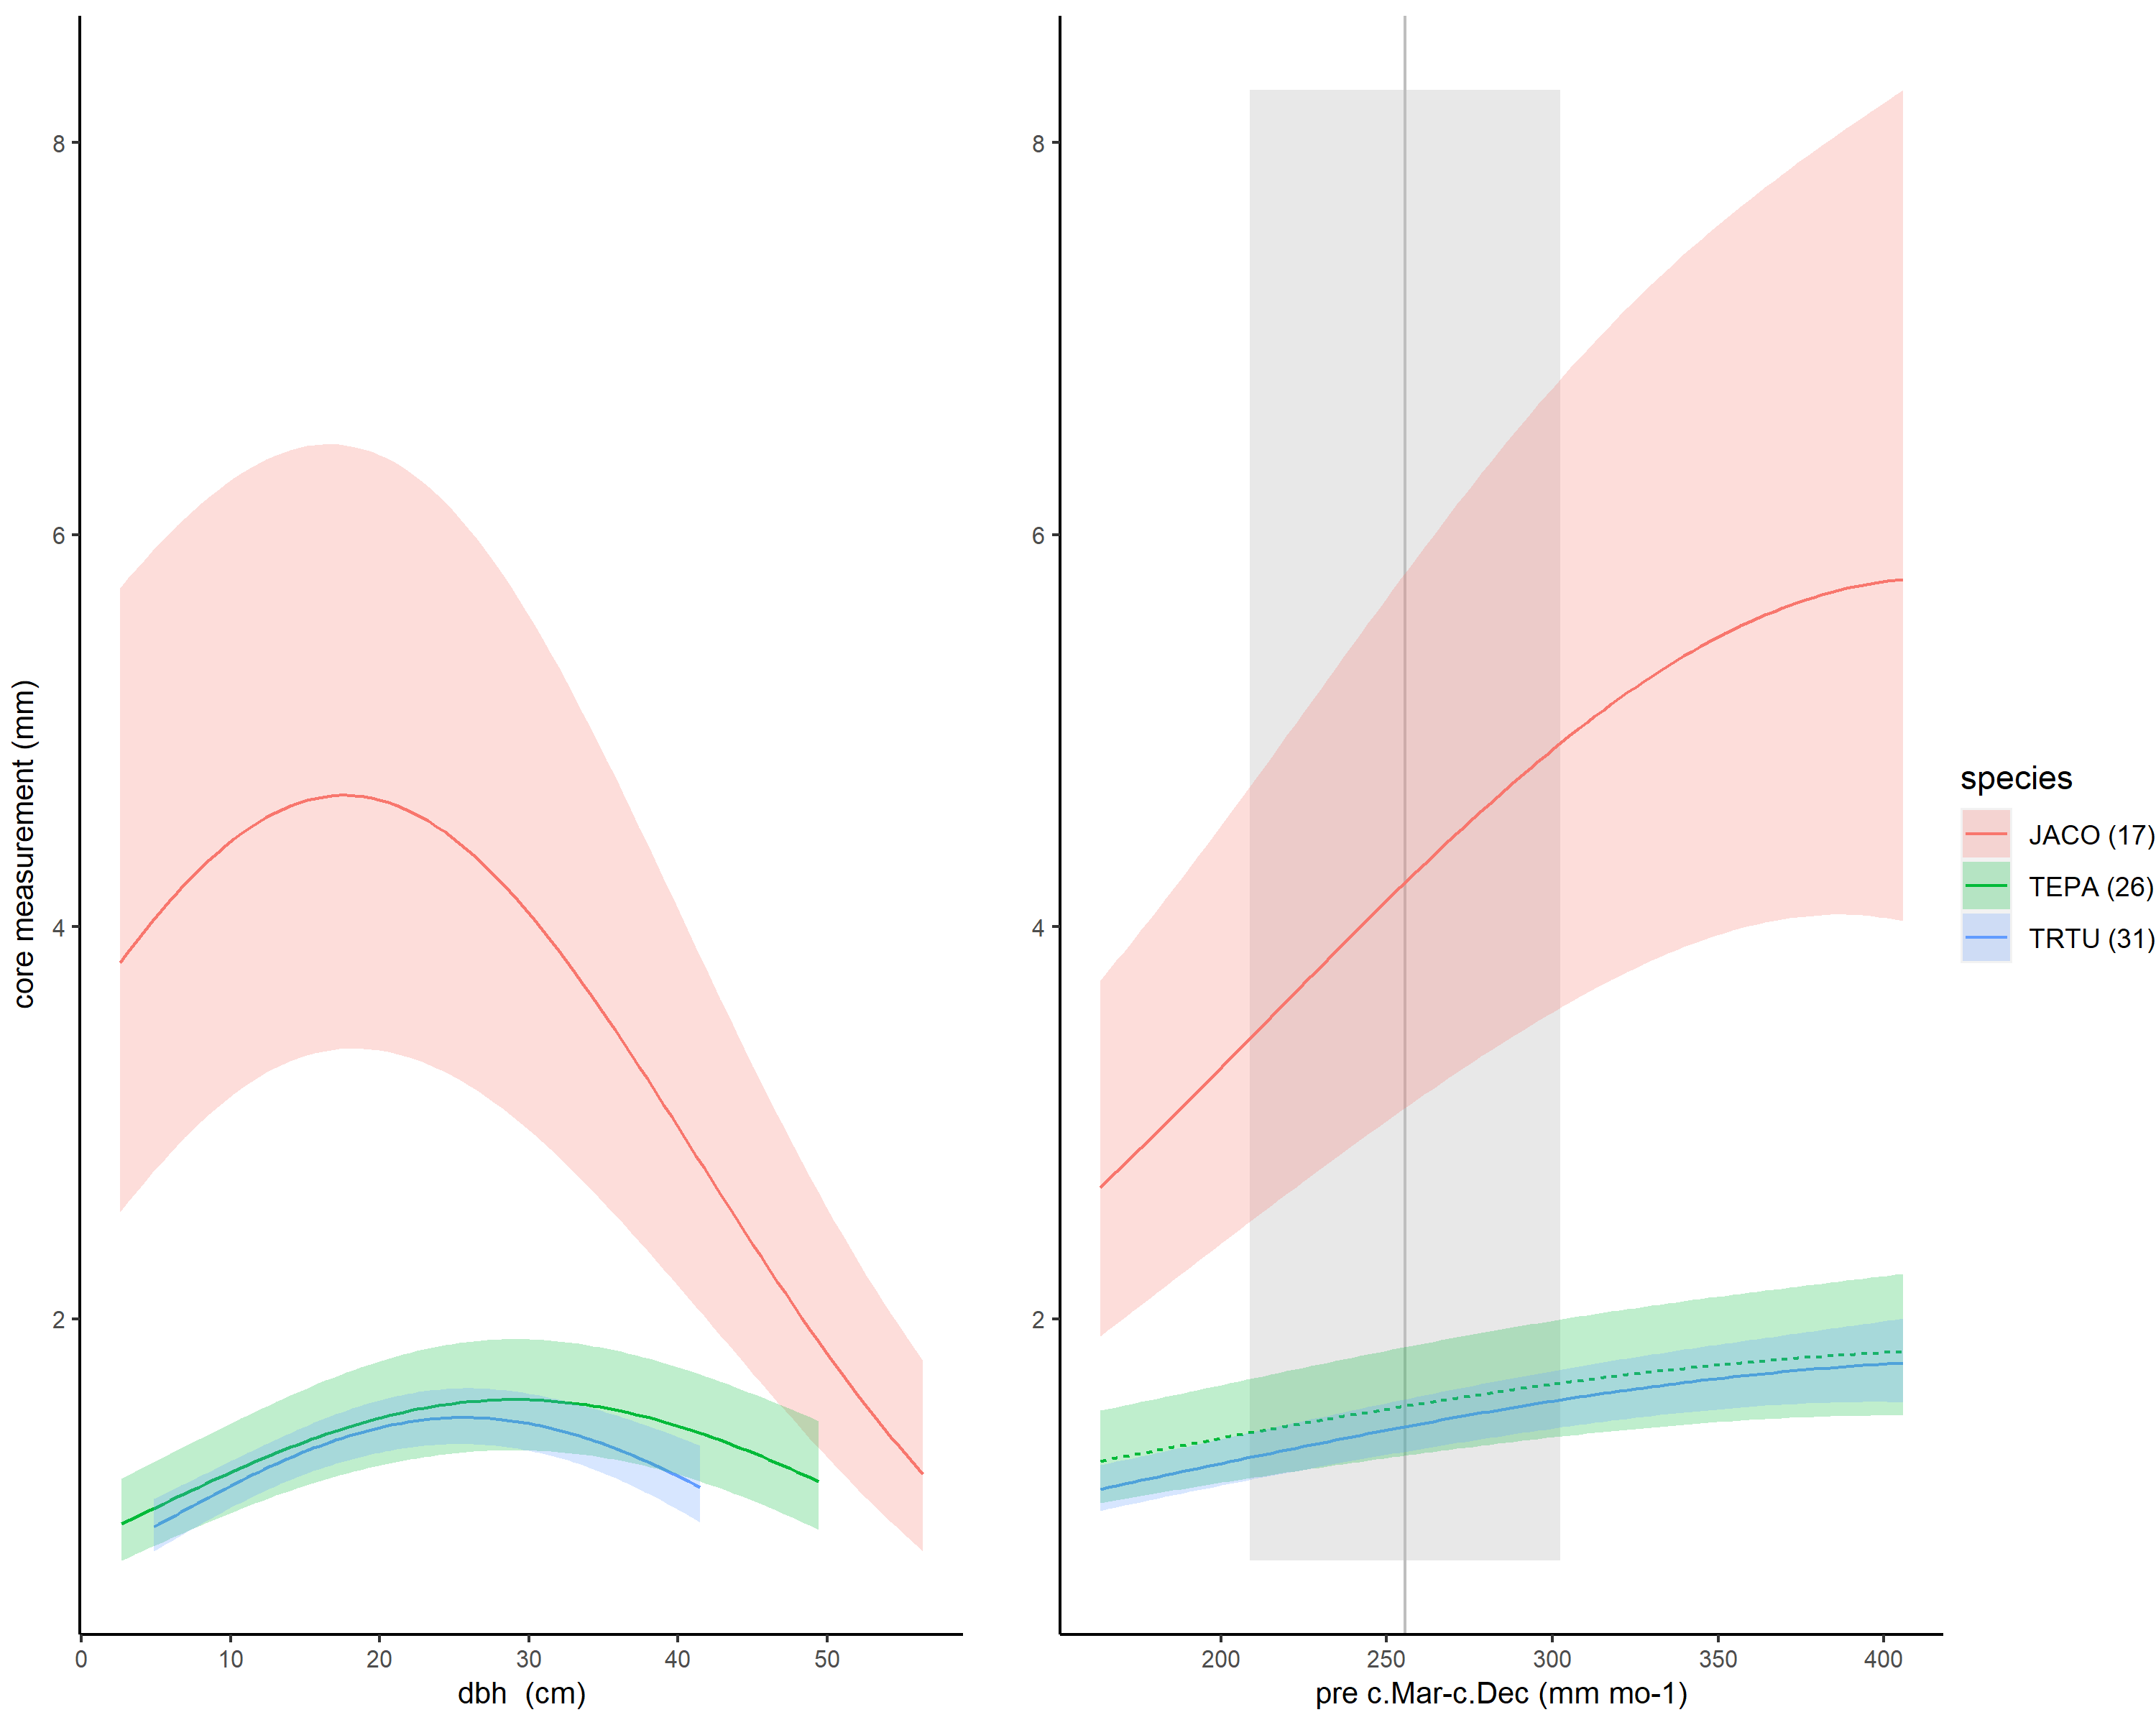 core measurement (mm)
8
6
4
2
0 10 20 30 40 50
dbh (cm)
8
6
4
2
200 250 300 350 400
pre c.Mar-c.Dec (mm mo-1)
species
JACO (17)
TEPA (26)
TRTU (31)